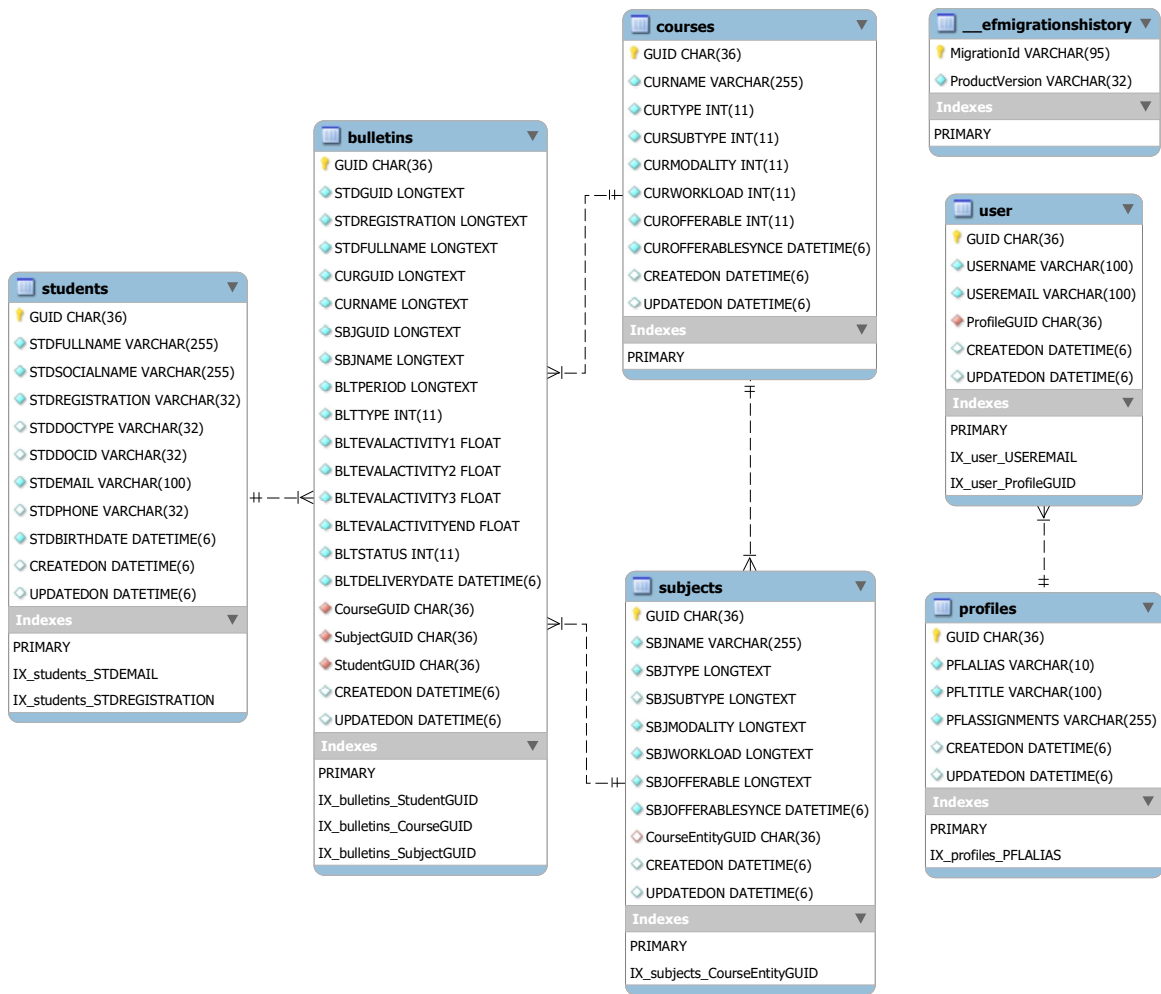 students
GUID CHAR(36)
STDFULLNAME VARCHAR(255)
STDSOCIALNAME VARCHAR(255)
STDREGISTRATION VARCHAR(32)
STDDOCTYPE VARCHAR(32)
STDDOCID VARCHAR(32)
STDEMAIL VARCHAR(100)
STDPHONE VARCHAR(32)
STDBIRTHDATE DATETIME(6)
CREATEDON DATETIME(6)
UPDATEDON DATETIME(6)
Indexes
PRIMARY
IX_students_STDEMAIL
IX_students_STDREGISTRATION
bulletins
GUID CHAR(36)
STDGUID LONGTEXT
STDREGISTRATION LONGTEXT
STDFULLNAME LONGTEXT
CURGUID LONGTEXT
CURNAME LONGTEXT
SBJGUID LONGTEXT
SBJNAME LONGTEXT
BLTPERIOD LONGTEXT
BLTTYPE INT(11)
BLTEVALACTIVITY1 FLOAT
BLTEVALACTIVITY2 FLOAT
BLTEVALACTIVITY3 FLOAT
BLTEVALACTIVITYEND FLOAT
BLTSTATUS INT(11)
BLTDELIVERYDATE DATETIME(6)
CourseGUID CHAR(36)
SubjectGUID CHAR(36)
StudentGUID CHAR(36)
CREATEDON DATETIME(6)
UPDATEDON DATETIME(6)
Indexes
PRIMARY
IX_bulletins_StudentGUID
IX_bulletins_CourseGUID
IX_bulletins_SubjectGUID
courses
GUID CHAR(36)
CURNAME VARCHAR(255)
CURTYPE INT(11)
CURSUBTYPE INT(11)
CURMODALITY INT(11)
CURWORKLOAD INT(11)
CUROFFERABLE INT(11)
CUROFFERABLESYNCE DATETIME(6)
CREATEDON DATETIME(6)
UPDATEDON DATETIME(6)
Indexes
PRIMARY
subjects
GUID CHAR(36)
SBJNAME VARCHAR(255)
SBJTYPE LONGTEXT
SBJSUBTYPE LONGTEXT
SBJMODALITY LONGTEXT
SBJWORKLOAD LONGTEXT
SBJOFFERABLE LONGTEXT
SBJOFFERABLESYNCE DATETIME(6)
CourseEntityGUID CHAR(36)
CREATEDON DATETIME(6)
UPDATEDON DATETIME(6)
Indexes
PRIMARY
IX_subjects_CourseEntityGUID
__efmigrationshistory
MigrationId VARCHAR(95)
ProductVersion VARCHAR(32)
Indexes
PRIMARY
user
GUID CHAR(36)
USERNAME VARCHAR(100)
USEREMAIL VARCHAR(100)
ProfileGUID CHAR(36)
CREATEDON DATETIME(6)
UPDATEDON DATETIME(6)
Indexes
PRIMARY
IX_user_USEREMAIL
IX_user_ProfileGUID
profiles
GUID CHAR(36)
PFLALIAS VARCHAR(10)
PFLTITLE VARCHAR(100)
PFLASSIGNMENTS VARCHAR(255)
CREATEDON DATETIME(6)
UPDATEDON DATETIME(6)
Indexes
PRIMARY
IX_profiles_PFLALIAS